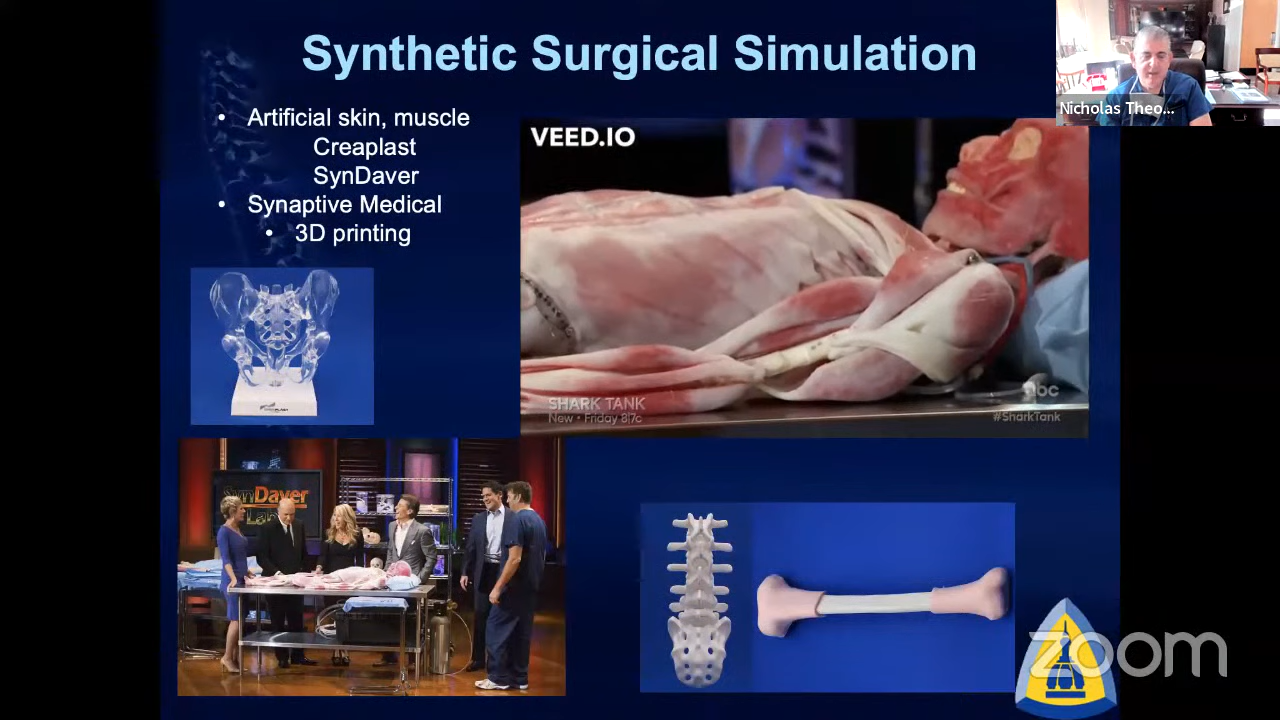 Synthetic Surgical Simulation
Nicholas Theo...
• Artificial skin, muscle
Creaplast
SynDaver
• Synaptive Medical
• 3D printing
VEED.IO
SHARK TANK
New • Friday 8|7c
abc
#SharkTank
SynDaver
Labs
zoom